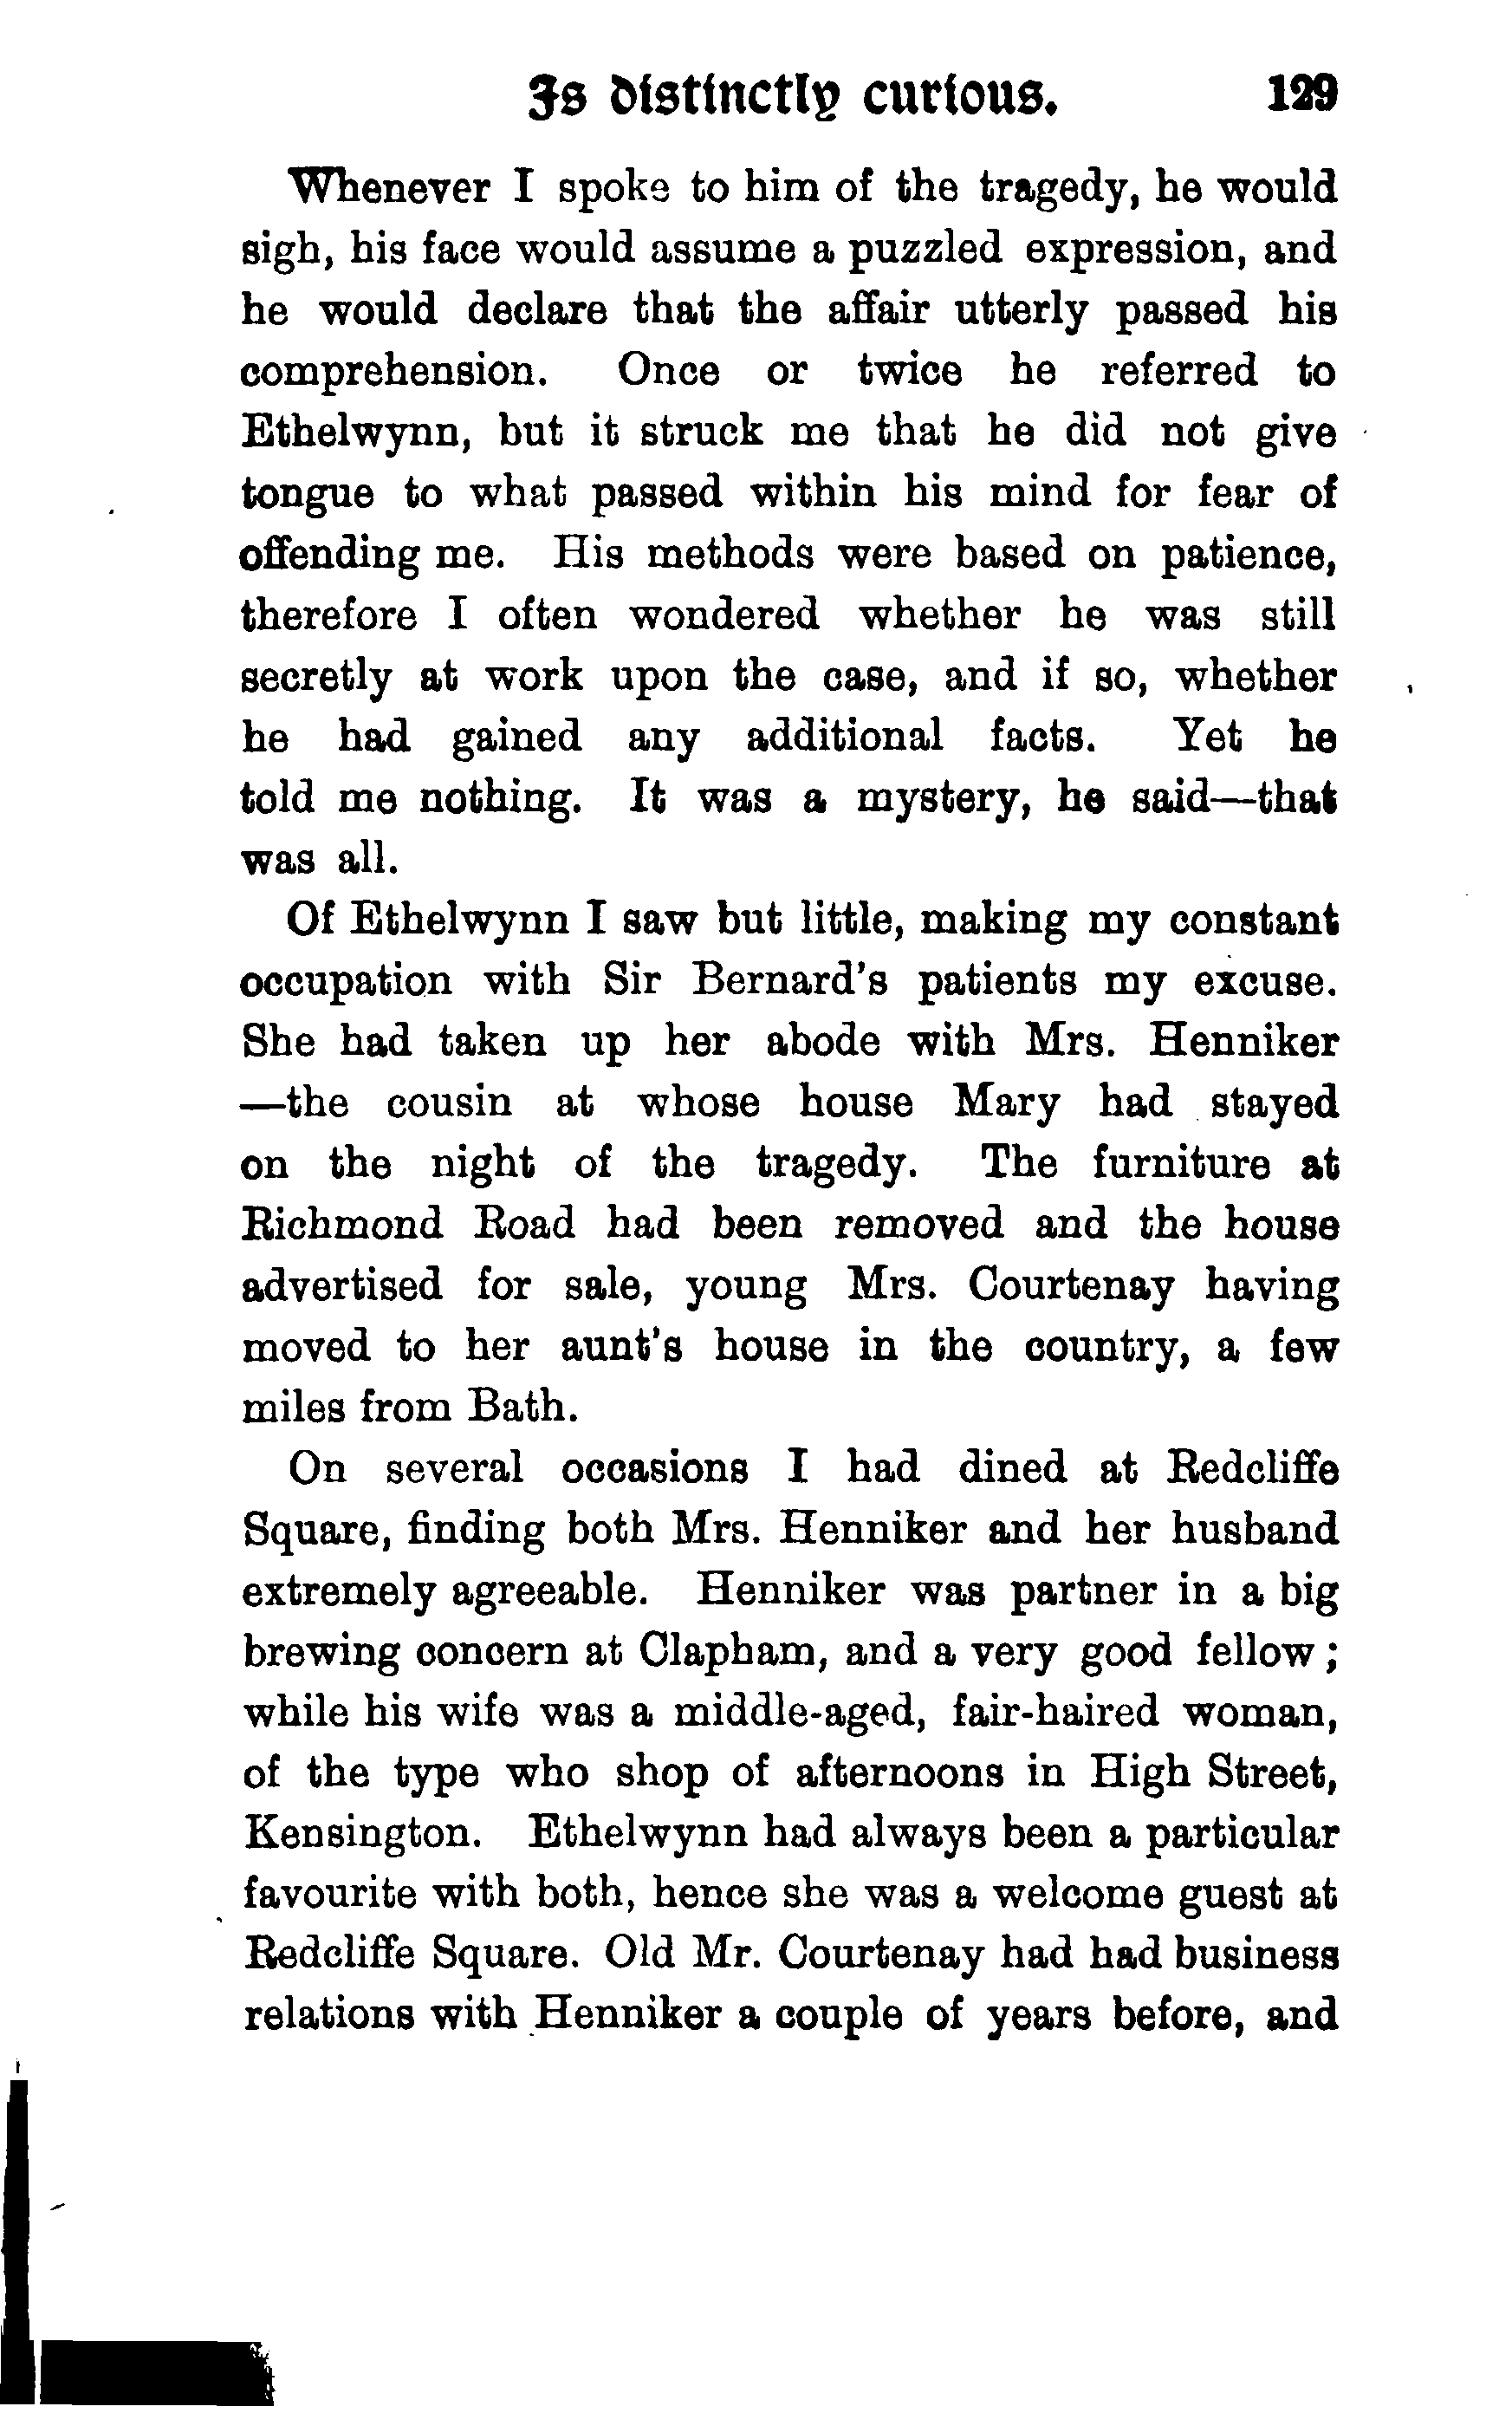 Is distinctly curious. 129
Whenever I spoke to him of the tragedy, he would
sigh, his face would assume a puzzled expression, and
he would declare that the affair utterly passed his
comprehension. Once or twice he referred to
Ethelwynn, but it struck me that he did not give
tongue to what passed within his mind for fear of
offending me. His methods were based on patience,
therefore I often wondered whether he was still
secretly at work upon the case, and if so, whether
he had gained any additional facts. Yet he
told me nothing. It was a mystery, he said—that
was all.
Of Ethelwynn I saw but little, making my constant
occupation with Sir Bernard's patients my excuse.
She had taken up her abode with Mrs. Henniker
—the cousin at whose house Mary had stayed
on the night of the tragedy. The furniture at
Richmond Road had been removed and the house
advertised for sale, young Mrs. Courtenay having
moved to her aunt's house in the country, a few
miles from Bath.
On several occasions I had dined at Redcliffe
Square, finding both Mrs. Henniker and her husband
extremely agreeable. Henniker was partner in a big
brewing concern at Clapham, and a very good fellow;
while his wife was a middle-aged, fair-haired woman,
of the type who shop of afternoons in High Street,
Kensington. Ethelwynn had always been a particular
favourite with both, hence she was a welcome guest at
Redcliffe Square. Old Mr. Courtenay had had business
relations with Henniker a couple of years before, and